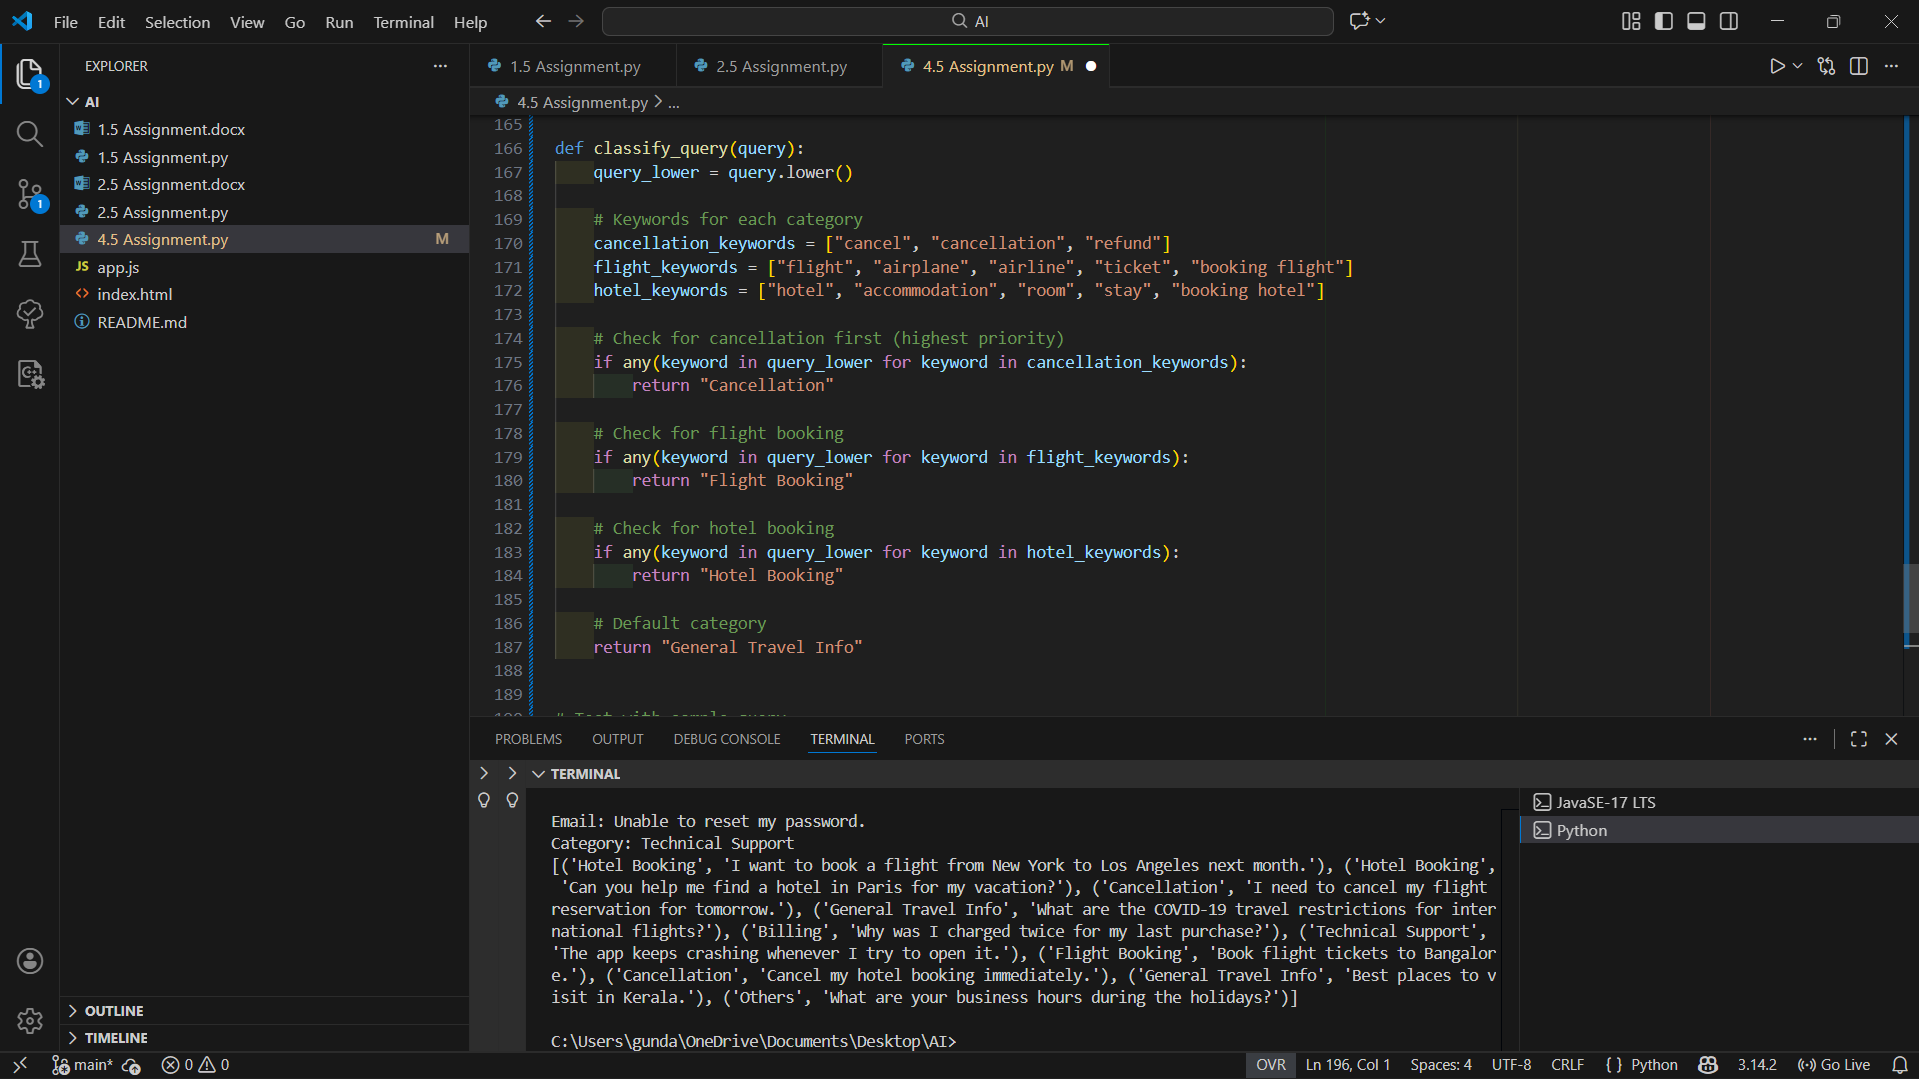 File Edit Selection View Go Run Terminal Help
AI
EXPLORER
1
AI
1.5 Assignment.docx
1.5 Assignment.py
2.5 Assignment.docx
2.5 Assignment.py
4.5 Assignment.py M
JS app.js
index.html
README.md
1
OUTLINE
TIMELINE
1.5 Assignment.py
2.5 Assignment.py
4.5 Assignment.py M
4.5 Assignment.py > ...
165
166 def classify_query(query):
167 query_lower = query.lower()
168
169 # Keywords for each category
170 cancellation_keywords = ["cancel", "cancellation", "refund"]
171 flight_keywords = ["flight", "airplane", "airline", "ticket", "booking flight"]
172 hotel_keywords = ["hotel", "accommodation", "room", "stay", "booking hotel"]
173
174 # Check for cancellation first (highest priority)
175 if any(keyword in query_lower for keyword in cancellation_keywords):
176 return "Cancellation"
177
178 # Check for flight booking
179 if any(keyword in query_lower for keyword in flight_keywords):
180 return "Flight Booking"
181
182 # Check for hotel booking
183 if any(keyword in query_lower for keyword in hotel_keywords):
184 return "Hotel Booking"
185
186 # Default category
187 return "General Travel Info"
188
189
190 # Test with sample query
PROBLEMS OUTPUT DEBUG CONSOLE TERMINAL PORTS
TERMINAL
Email: Unable to reset my password.
Category: Technical Support
[('Hotel Booking', 'I want to book a flight from New York to Los Angeles next month.'), ('Hotel Booking',
'Can you help me find a hotel in Paris for my vacation?'), ('Cancellation', 'I need to cancel my flight
reservation for tomorrow.'), ('General Travel Info', 'What are the COVID-19 travel restrictions for inter
national flights?'), ('Billing', 'Why was I charged twice for my last purchase?'), ('Technical Support',
'The app keeps crashing whenever I try to open it.'), ('Flight Booking', 'Book flight tickets to Bangalor
e.'), ('Cancellation', 'Cancel my hotel booking immediately.'), ('General Travel Info', 'Best places to v
isit in Kerala.'), ('Others', 'What are your business hours during the holidays?')]
C:\Users\gunda\OneDrive\Documents\Desktop\AI>
JavaSE-17 LTS
Python
main* 0 0 OVR Ln 196, Col 1 Spaces: 4 UTF-8 CRLF { } Python 3.14.2 Go Live